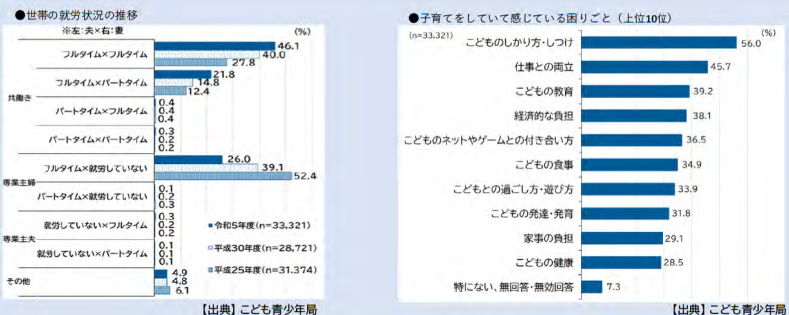 ●世帯の就労状況の推移
※左:夫×右:妻
(%)
フルタイム×フルタイム
46.1
40.0
27.8
フルタイム×パートタイム
21.8
14.8
12.4
共働き
パートタイム×フルタイム
0.4
0.4
0.4
パートタイム×パートタイム
0.3
0.2
0.2
フルタイム×就労していない
26.0
39.1
52.4
専業主婦
パートタイム×就労していない
0.1
0.2
0.3
就労していない×フルタイム
0.3
0.2
0.2
専業主夫
就労していない×パートタイム
0.1
0.1
0.1
その他
4.9
4.8
6.1
令和5年度(n=33,321)
平成30年度(n=28,721)
平成25年度(n=31,374)
【出典】こども青少年局
●子育てをしていて感じている困りごと(上位10位)
(n=33,321)
(%)
こどものしかり方・しつけ 56.0
仕事との両立 45.7
こどもの教育 39.2
経済的な負担 38.1
こどものネットやゲームとの付き合い方 36.5
こどもの食事 34.9
こどもとの過ごし方・遊び方 33.9
こどもの発達・発育 31.8
家事の負担 29.1
こどもの健康 28.5
特にない、無回答・無効回答 7.3
【出典】こども青少年局